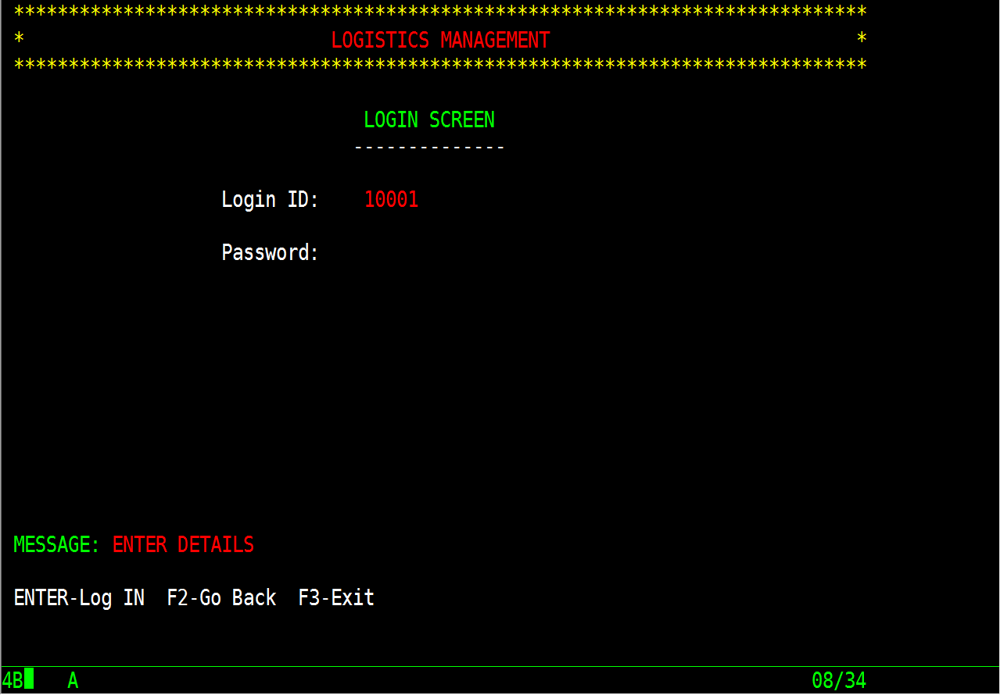 ******************************************************************************
* LOGISTICS MANAGEMENT *
******************************************************************************
LOGIN SCREEN
--------------
Login ID: 10001
Password:
MESSAGE: ENTER DETAILS
ENTER-Log IN F2-Go Back F3-Exit
4B A 08/34